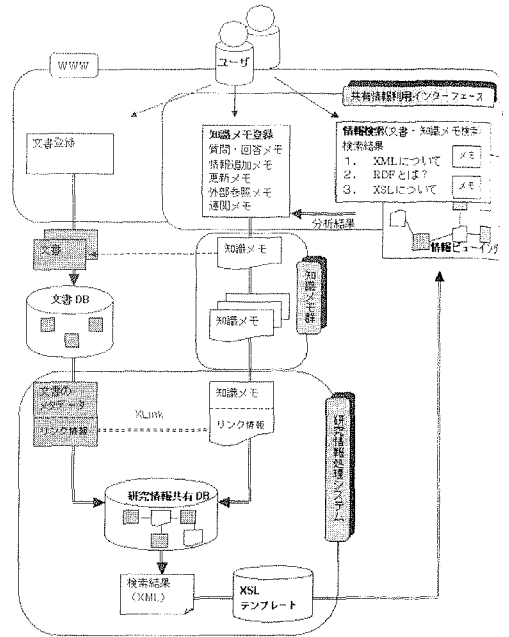 ユーザ
WWW
共有情報利用インターフェース
文書登録
知識メモ登録
質問・回答メモ
情報追加メモ
更新メモ
外部参照メモ
連関メモ
情報検索(文書・知識メモ検索)
検索結果
1. XMLについて
2. RDFとは?
3. XSLについて
メモ
メモ
分析結果
情報ビューイング
文書
知識メモ
文書DB
知識メモ
知識メモ群
文書の
メタデータ
リンク情報
XLink
知識メモ
リンク情報
研究情報処理システム
研究情報共有DB
検索結果
(XML)
XSL
テンプレート